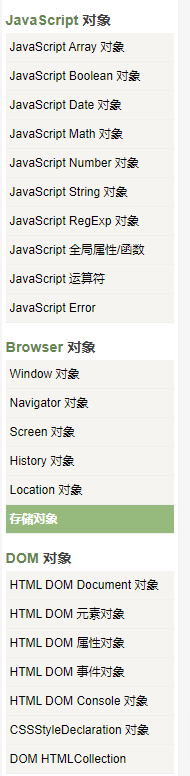 JavaScript 对象
JavaScript Array 对象
JavaScript Boolean 对象
JavaScript Date 对象
JavaScript Math 对象
JavaScript Number 对象
JavaScript String 对象
JavaScript RegExp 对象
JavaScript 全局属性/函数
JavaScript 运算符
JavaScript Error
Browser 对象
Window 对象
Navigator 对象
Screen 对象
History 对象
Location 对象
存储对象
DOM 对象
HTML DOM Document 对象
HTML DOM 元素对象
HTML DOM 属性对象
HTML DOM 事件对象
HTML DOM Console 对象
CSSStyleDeclaration 对象
DOM HTMLCollection